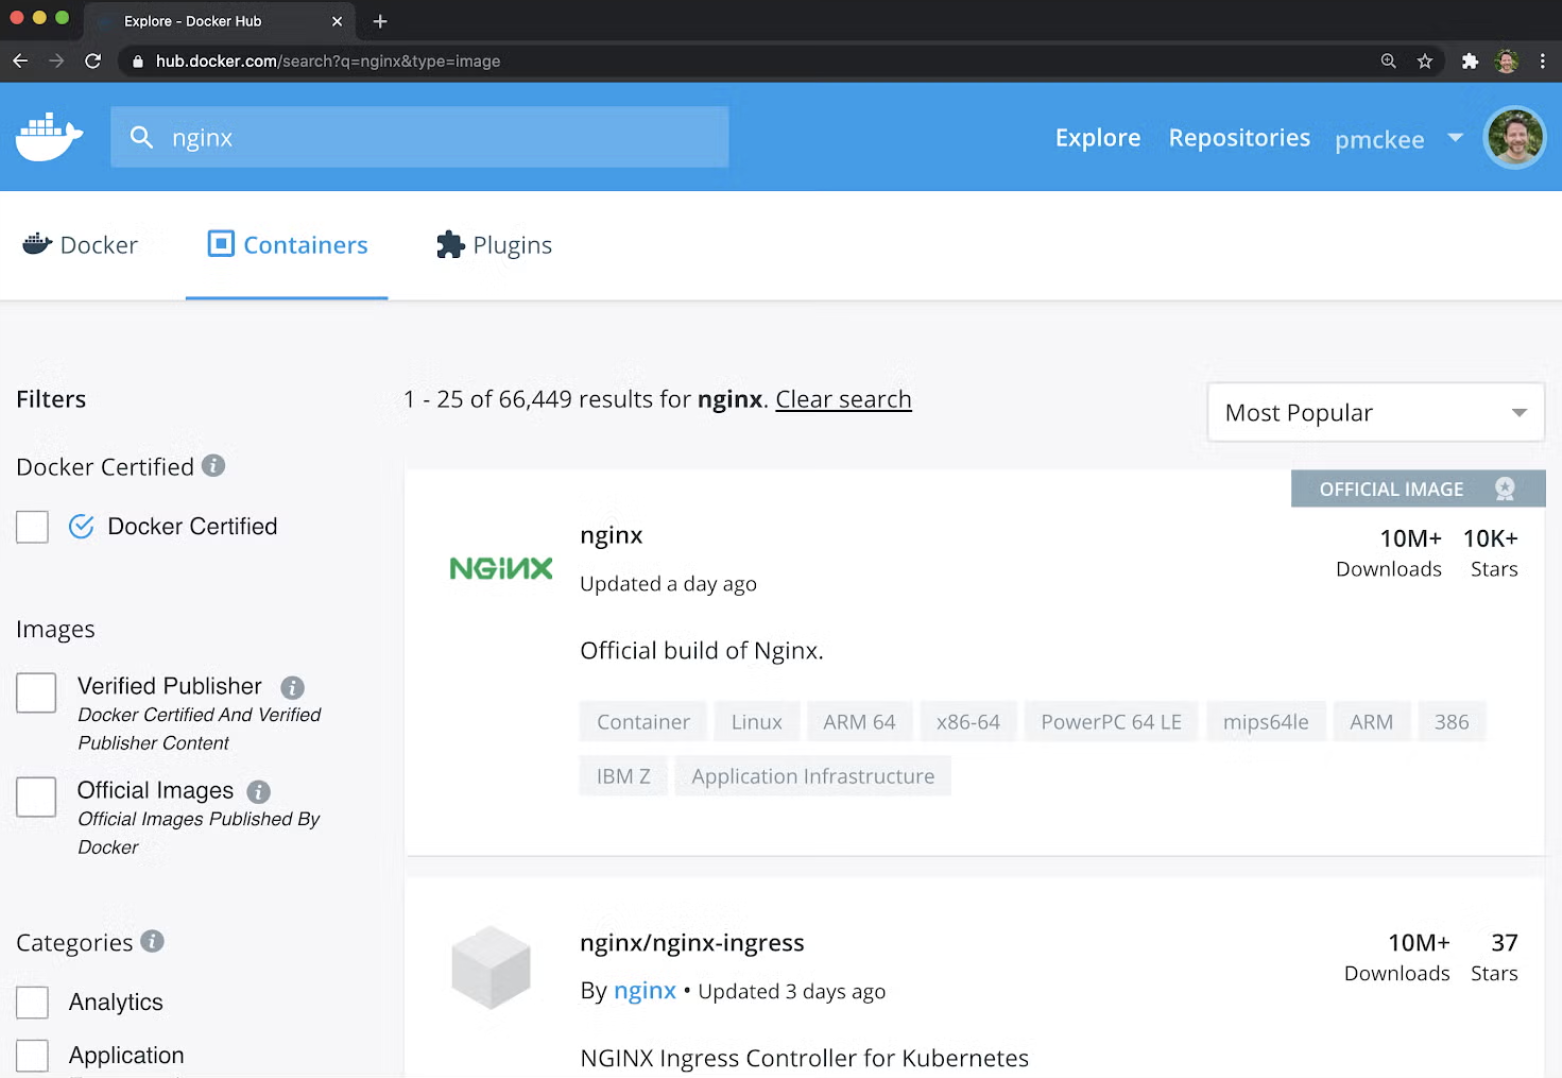 Explore - Docker Hub
hub.docker.com/search?q=nginx&type=image
nginx
Explore
Repositories
pmckee
Docker
Containers
Plugins
Filters
1 - 25 of 66,449 results for nginx. Clear search
Most Popular
Docker Certified
Docker Certified
OFFICIAL IMAGE
nginx
NGINX
Updated a day ago
10M+ 10K+
Downloads Stars
Official build of Nginx.
Container Linux ARM 64 x86-64 PowerPC 64 LE mips64le ARM 386
IBM Z Application Infrastructure
Images
Verified Publisher
Docker Certified And Verified
Publisher Content
Official Images
Official Images Published By
Docker
Categories
Analytics
Application
nginx/nginx-ingress
By nginx • Updated 3 days ago
10M+ 37
Downloads Stars
NGINX Ingress Controller for Kubernetes